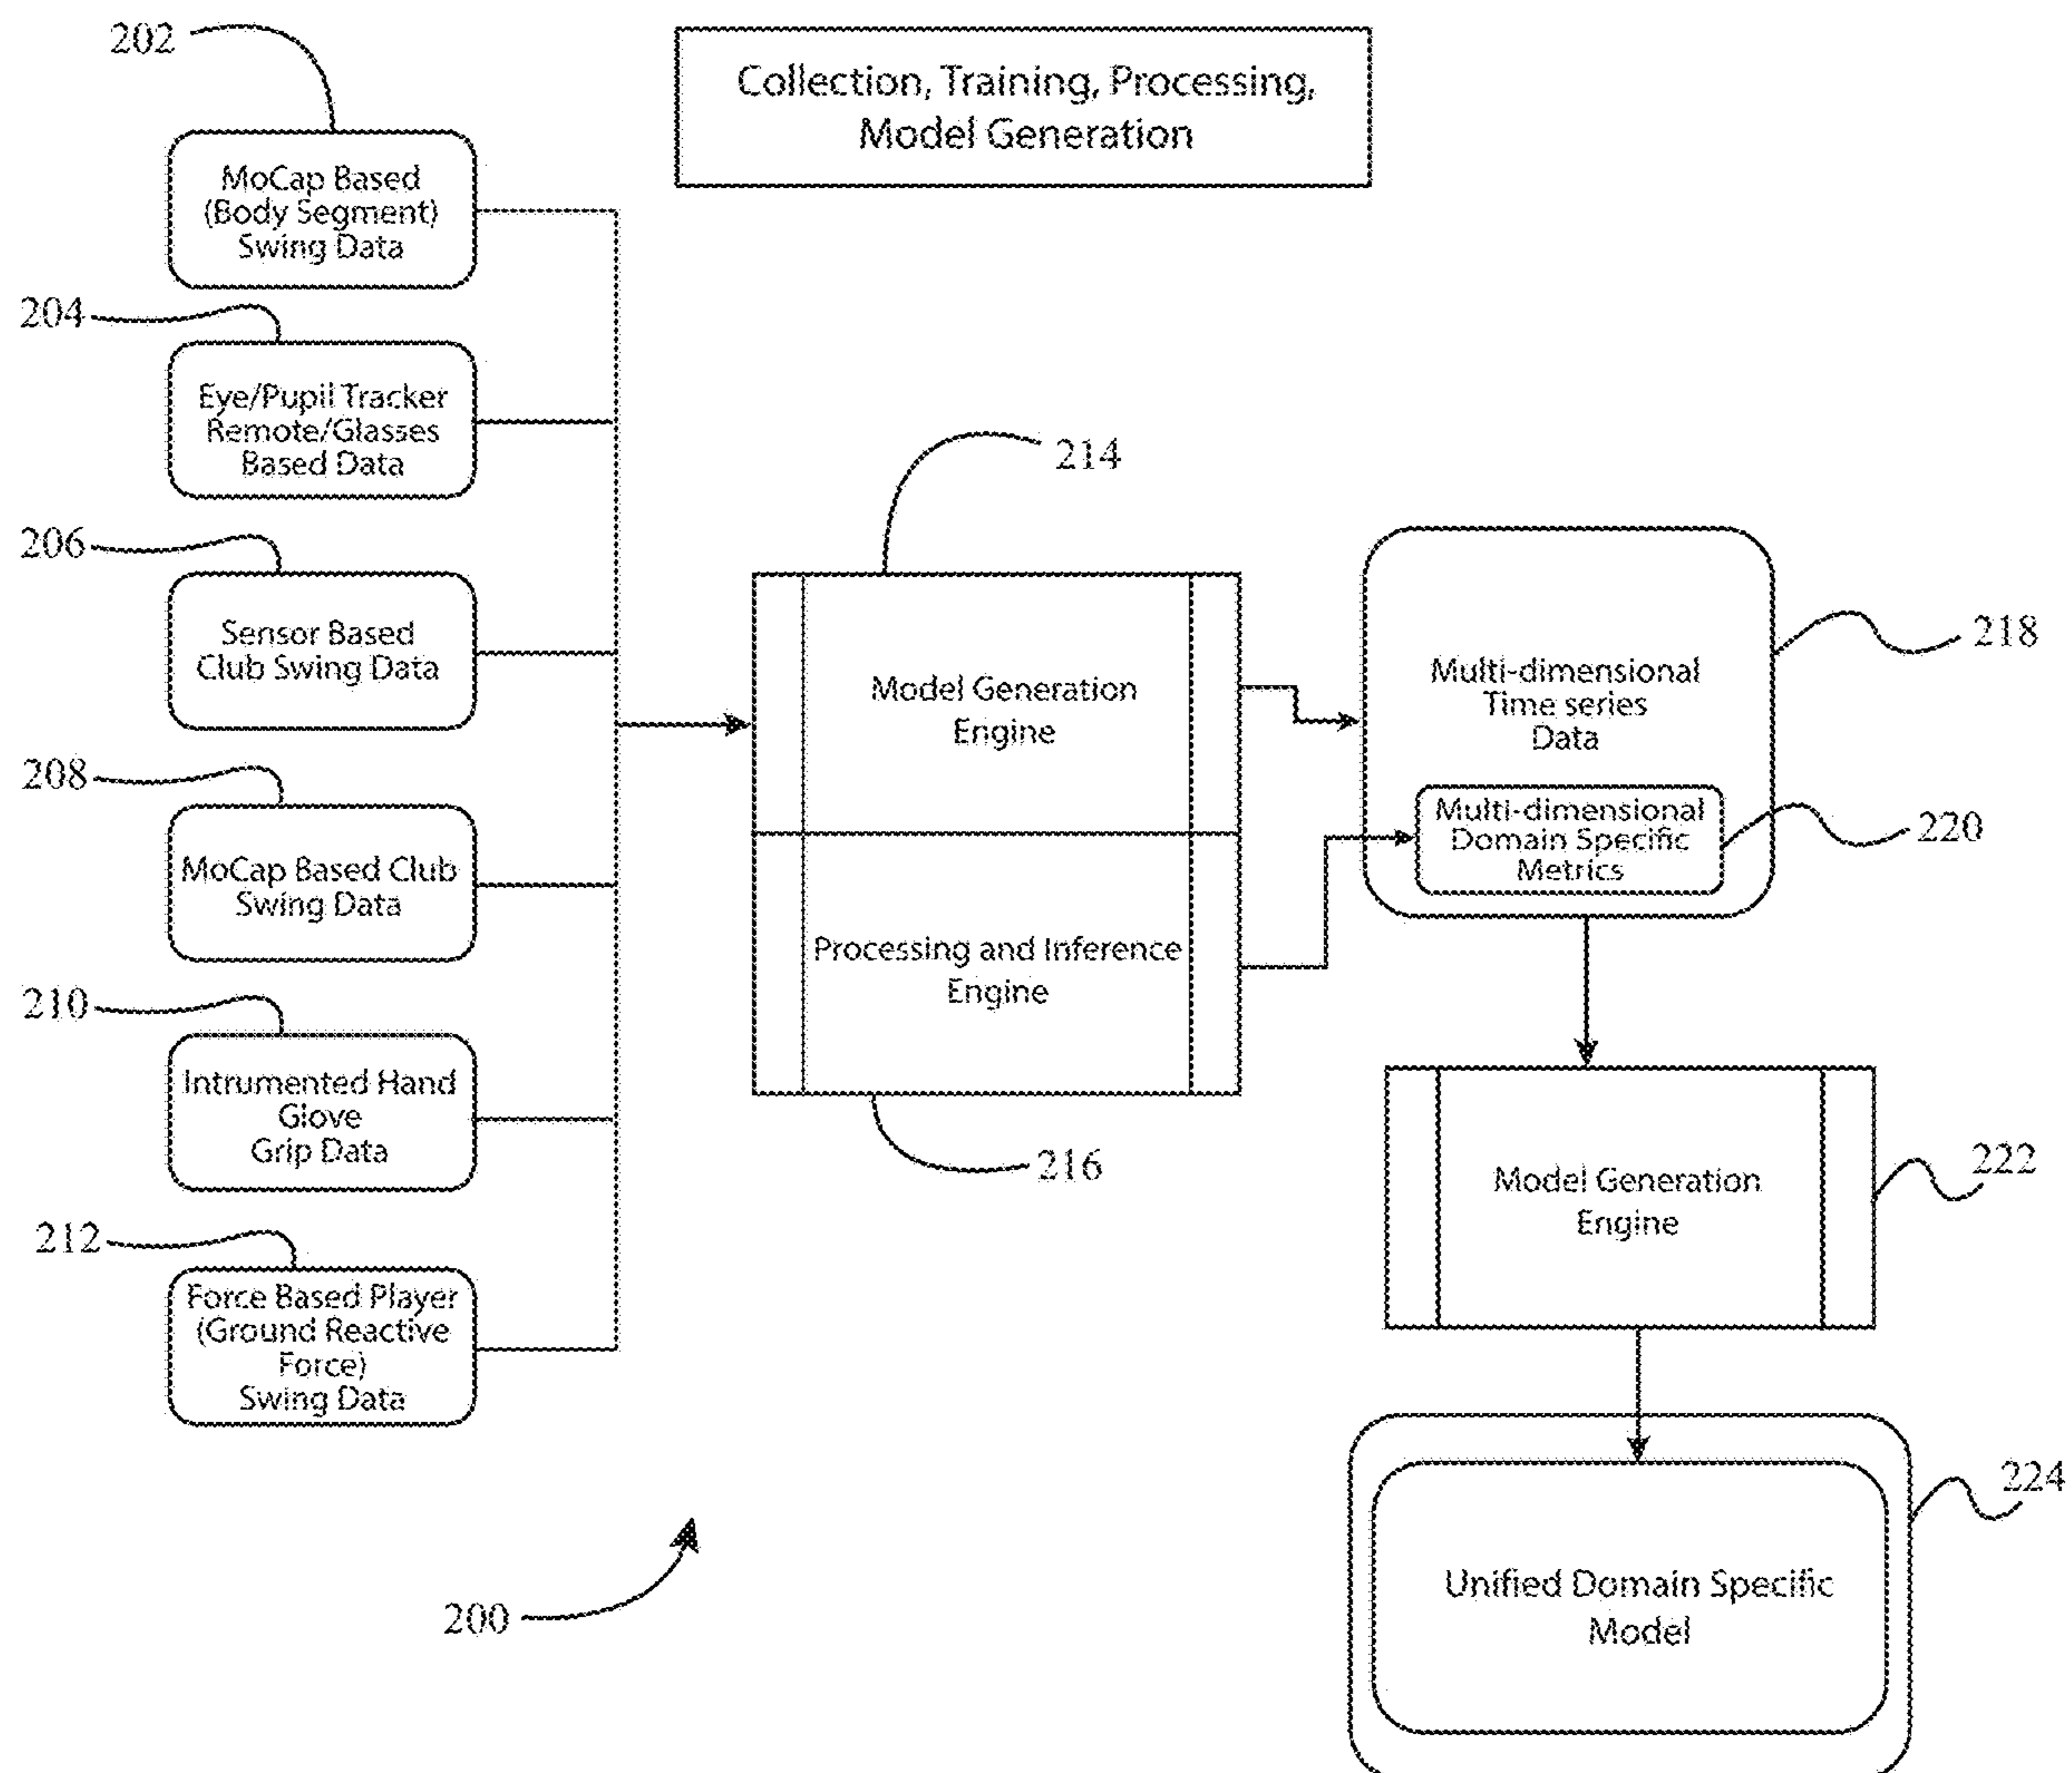 202
Collection, Training, Processing,
Model Generation
MoCap Based
(Body Segment)
Swing Data
204
Eye/Pupil Tracker
Remote/Glasses
Based Data
206
Sensor Based
Club Swing Data
208
MoCap Based Club
Swing Data
210
Intrumented Hand
Glove
Grip Data
212
Force Based Player
(Ground Reactive
Force)
Swing Data
214
Model Generation
Engine
Processing and Inference
Engine
216
218
Multi-dimensional
Time series
Data
Multi-dimensional
Domain Specific
Metrics
220
222
Model Generation
Engine
224
Unified Domain Specific
Model
200